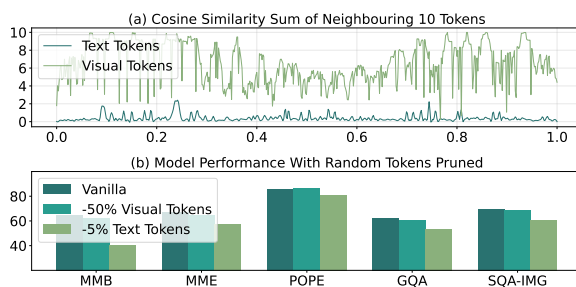 (a) Cosine Similarity Sum of Neighbouring 10 Tokens
10
8
6
4
2
0
Text Tokens
Visual Tokens
0.0 0.2 0.4 0.6 0.8 1.0
(b) Model Performance With Random Tokens Pruned
80
60
40
Vanilla
-50% Visual Tokens
-5% Text Tokens
MMB MME POPE GQA SQA-IMG